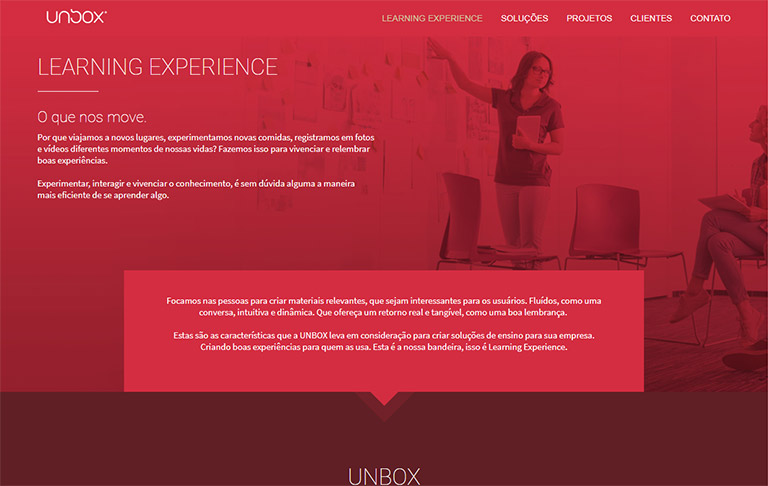 unbox
LEARNING EXPERIENCE
SOLUÇÕES
PROJETOS
CLIENTES
CONTATO
LEARNING EXPERIENCE
O que nos move.
Por que viajamos a novos lugares, experimentamos novas comidas, registramos em fotos
e vídeos diferentes momentos de nossas vidas? Fazemos isso para vivenciar e relembrar
boas experiências.
Experimentar, interagir e vivenciar o conhecimento, é sem dúvida alguma a maneira
mais eficiente de se aprender algo.
Focamos nas pessoas para criar materiais relevantes, que sejam interessantes para os usuários. Fluídos, como uma
conversa, intuitiva e dinâmica. Que ofereça um retorno real e tangível, como uma boa lembrança.
Estas são as características que a UNBOX leva em consideração para criar soluções de ensino para sua empresa.
Criando boas experiências para quem as usa. Esta é a nossa bandeira, isso é Learning Experience.
UNBOX